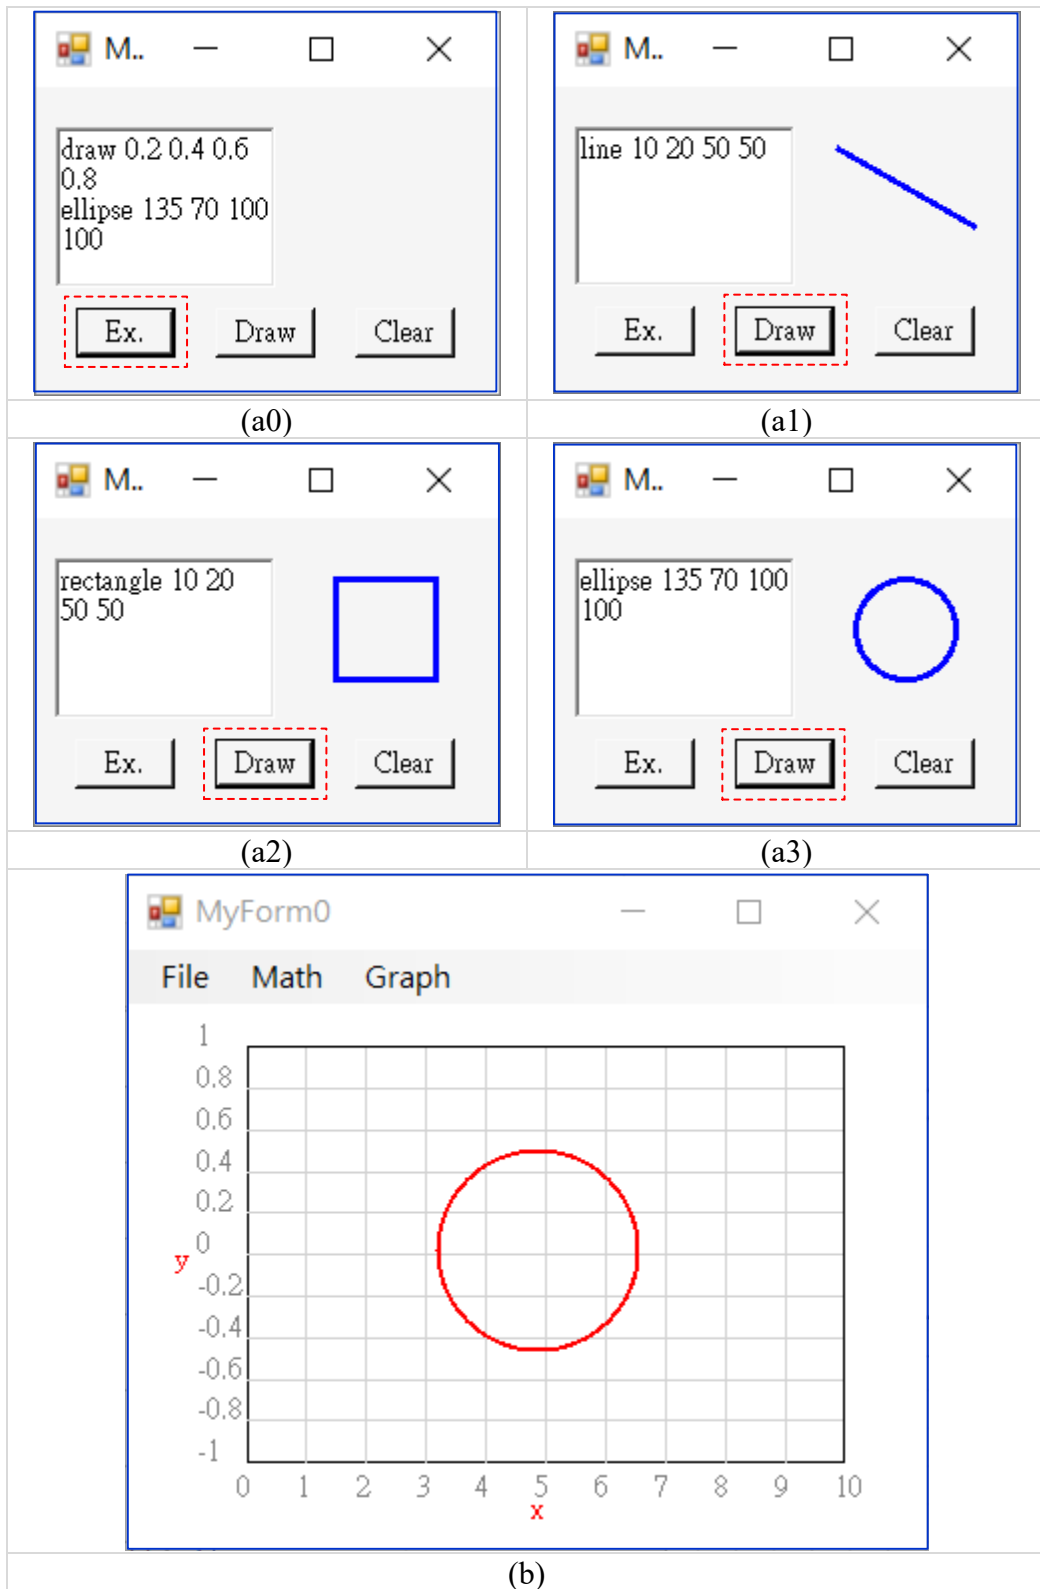 M..
draw 0.2 0.4 0.6
0.8
ellipse 135 70 100
100
Ex.
Draw
Clear
(a0)
M..
line 10 20 50 50
Ex.
Draw
Clear
(a1)
M..
rectangle 10 20
50 50
Ex.
Draw
Clear
(a2)
M..
ellipse 135 70 100
100
Ex.
Draw
Clear
(a3)
MyForm0
File Math Graph
1
0.8
0.6
0.4
0.2
0
y
-0.2
-0.4
-0.6
-0.8
-1
0 1 2 3 4 5 6 7 8 9 10
x
(b)